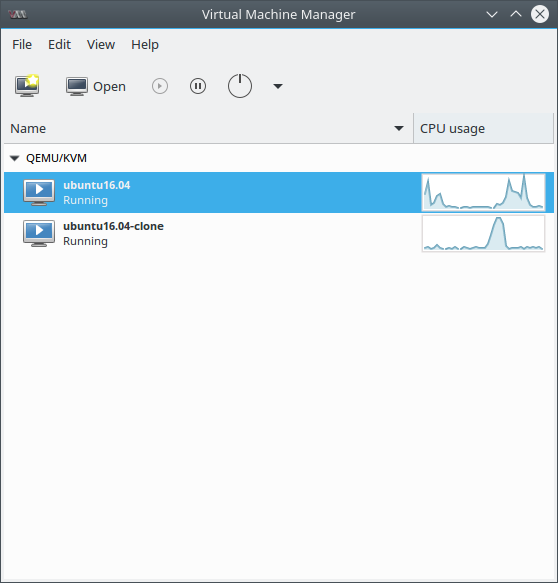 Virtual Machine Manager
File Edit View Help
Open
Name CPU usage
QEMU/KVM
ubuntu16.04
Running
ubuntu16.04-clone
Running